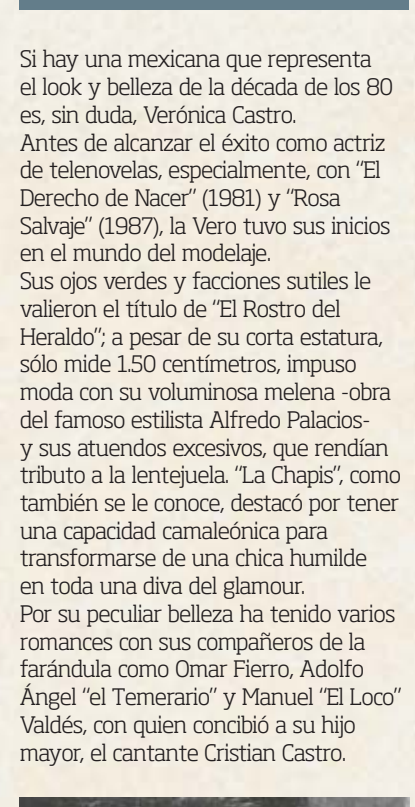 Si hay una mexicana que representa
el look y belleza de la década de los 80
es, sin duda, Verónica Castro.
Antes de alcanzar el éxito como actriz
de telenovelas, especialmente, con “El
Derecho de Nacer” (1981) y “Rosa
Salvaje” (1987), la Vero tuvo sus inicios
en el mundo del modelaje.
Sus ojos verdes y facciones sutiles le
valieron el título de “El Rostro del
Heraldo”; a pesar de su corta estatura,
sólo mide 1.50 centímetros, impuso
moda con su voluminosa melena -obra
del famoso estilista Alfredo Palacios-
y sus atuendos excesivos, que rendían
tributo a la lentejuela. “La Chapis”, como
también se le conoce, destacó por tener
una capacidad camaleónica para
transformarse de una chica humilde
en toda una diva del glamour.
Por su peculiar belleza ha tenido varios
romances con sus compañeros de la
farándula como Omar Fierro, Adolfo
Ángel “el Temerario” y Manuel “El Loco”
Valdés, con quien concibió a su hijo
mayor, el cantante Cristian Castro.